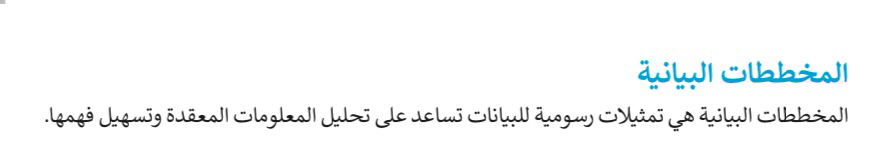 المخططات البيانية
المخططات البيانية هي تمثيلات رسومية للبيانات تساعد على تحليل المعلومات المعقدة وتسهيل فهمها.